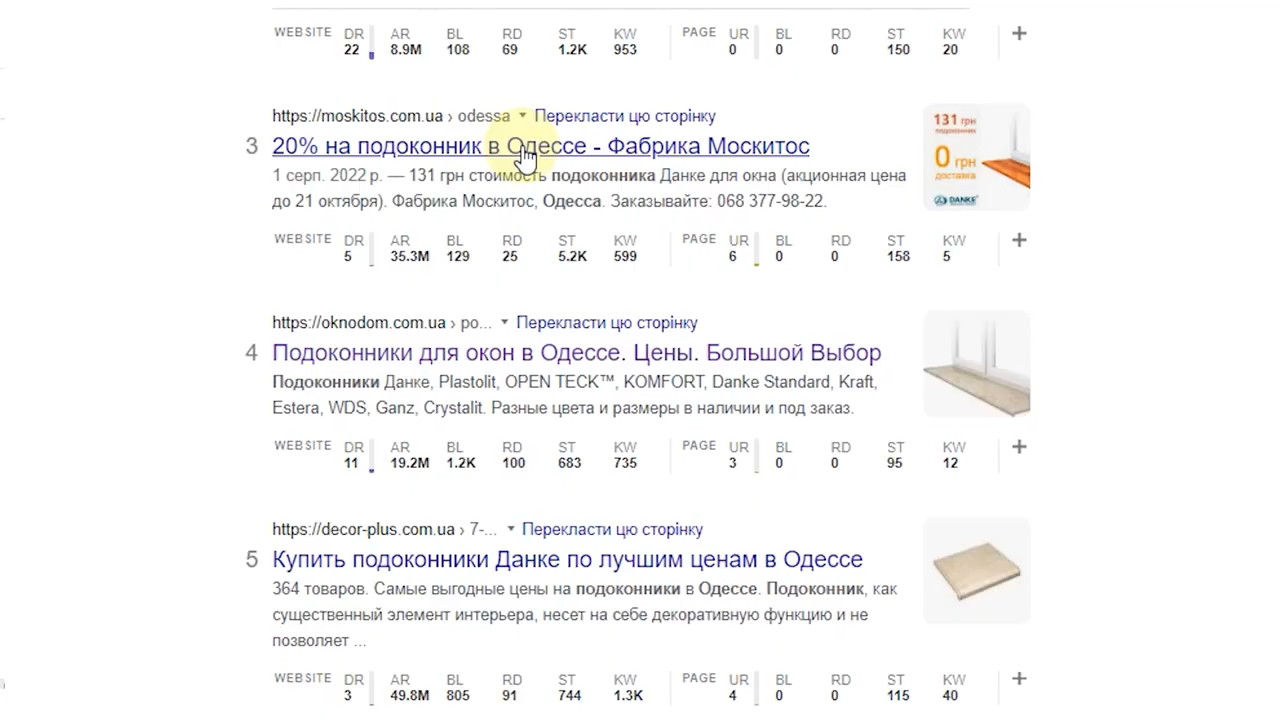 WEBSITE DR AR BL RD ST KW PAGE UR BL RD ST KW +
22 8.9M 108 69 1.2K 953 0 0 0 150 20
https://moskitos.com.ua › odessa ▼ Перекласти цю сторінку
3 20% на подоконник в Одессе - Фабрика Москитос
1 серп. 2022 р. — 131 грн стоимость подоконника Данке для окна (акционная цена
до 21 октября). Фабрика Москитос, Одесса. Заказывайте: 068 377-98-22.
131 грн
подоконник
0 грн
доставка
DANKE
WEBSITE DR AR BL RD ST KW PAGE UR BL RD ST KW +
5 35.3M 129 25 5.2K 599 6 0 0 158 5
https://oknodom.com.ua › po... ▼ Перекласти цю сторінку
4 Подоконники для окон в Одессе. Цены. Большой Выбор
Подоконники Данке, Plastolit, OPEN TECK™, KOMFORT, Danke Standard, Kraft,
Estera, WDS, Ganz, Crystalit. Разные цвета и размеры в наличии и под заказ.
WEBSITE DR AR BL RD ST KW PAGE UR BL RD ST KW +
11 19.2M 1.2K 100 683 735 3 0 0 95 12
https://decor-plus.com.ua › 7-... ▼ Перекласти цю сторінку
5 Купить подоконники Данке по лучшим ценам в Одессе
364 товаров. Самые выгодные цены на подоконники в Одессе. Подоконник, как
существенный элемент интерьера, несет на себе декоративную функцию и не
позволяет ...
WEBSITE DR AR BL RD ST KW PAGE UR BL RD ST KW +
3 49.8M 805 91 744 1.3K 4 0 0 115 40